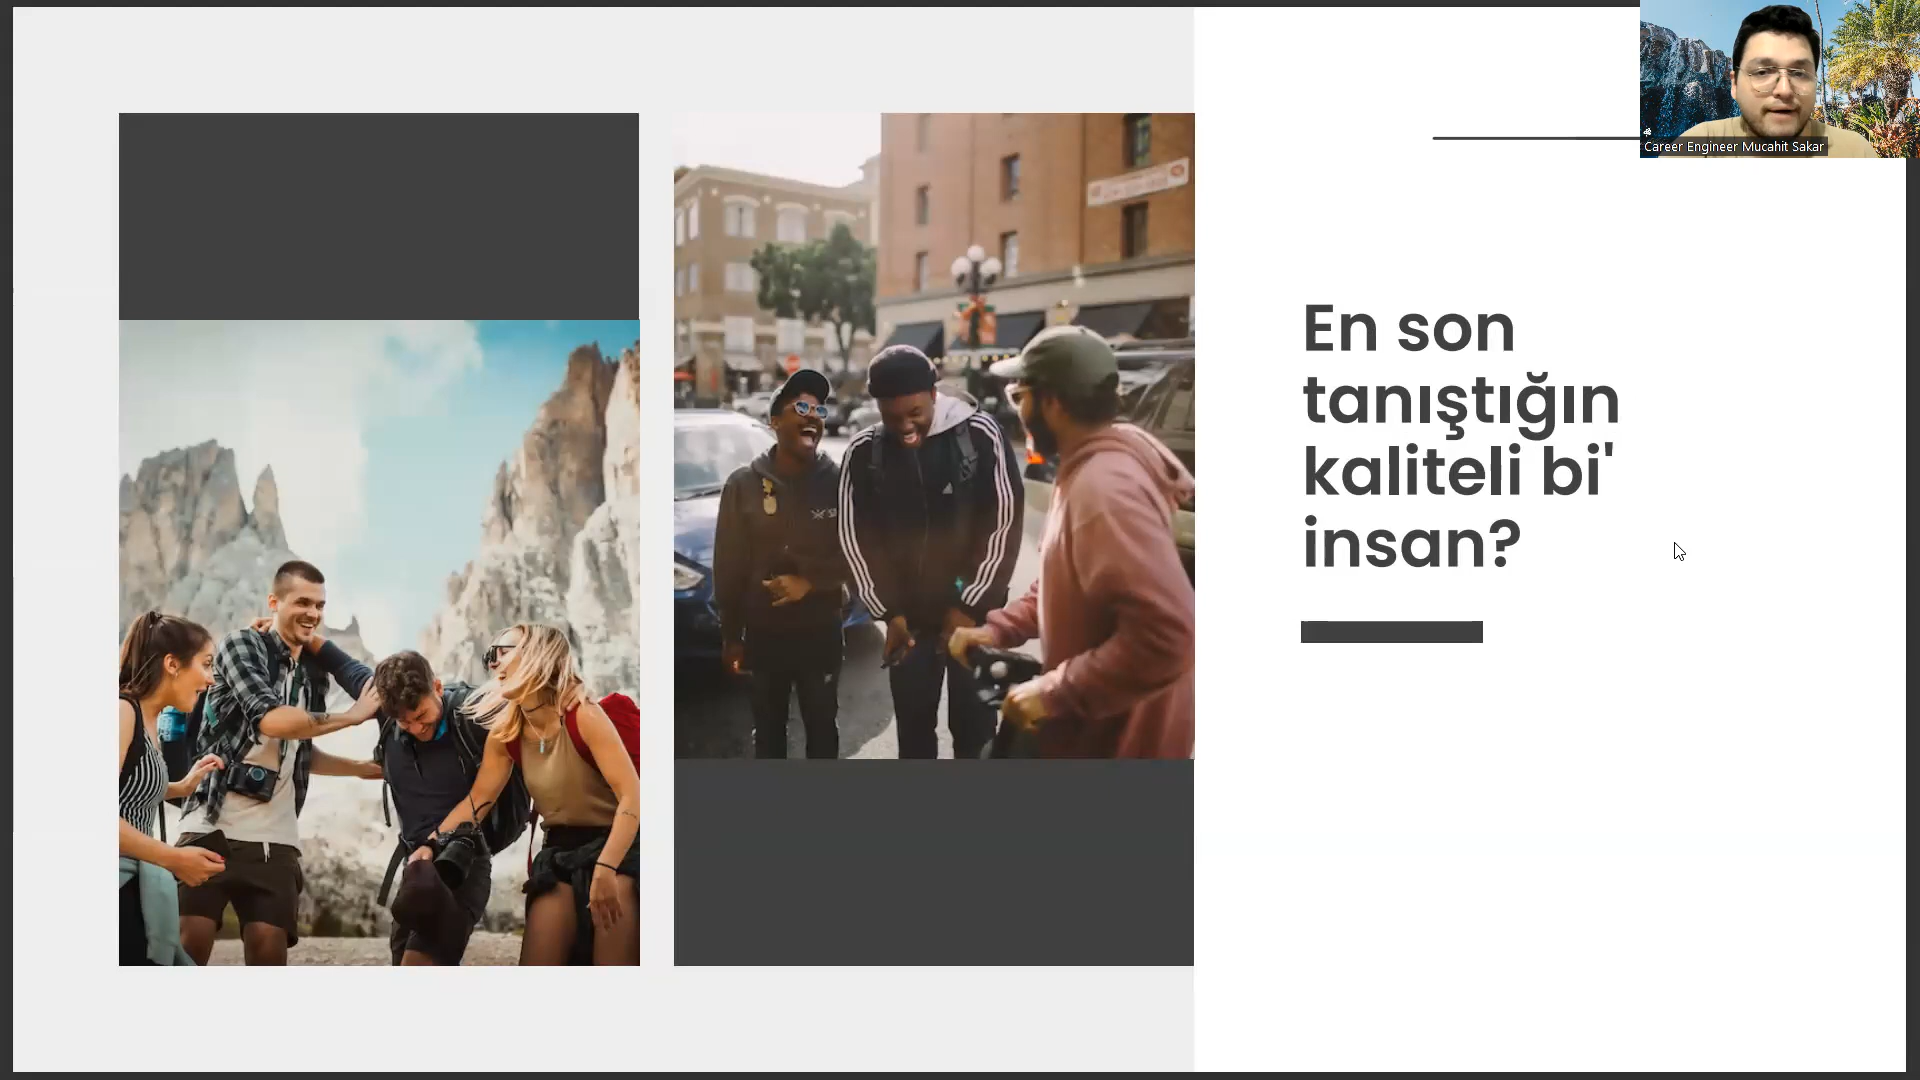 Career Engineer Mucahit Sakar
En son
tanıştığın
kaliteli bi'
insan?